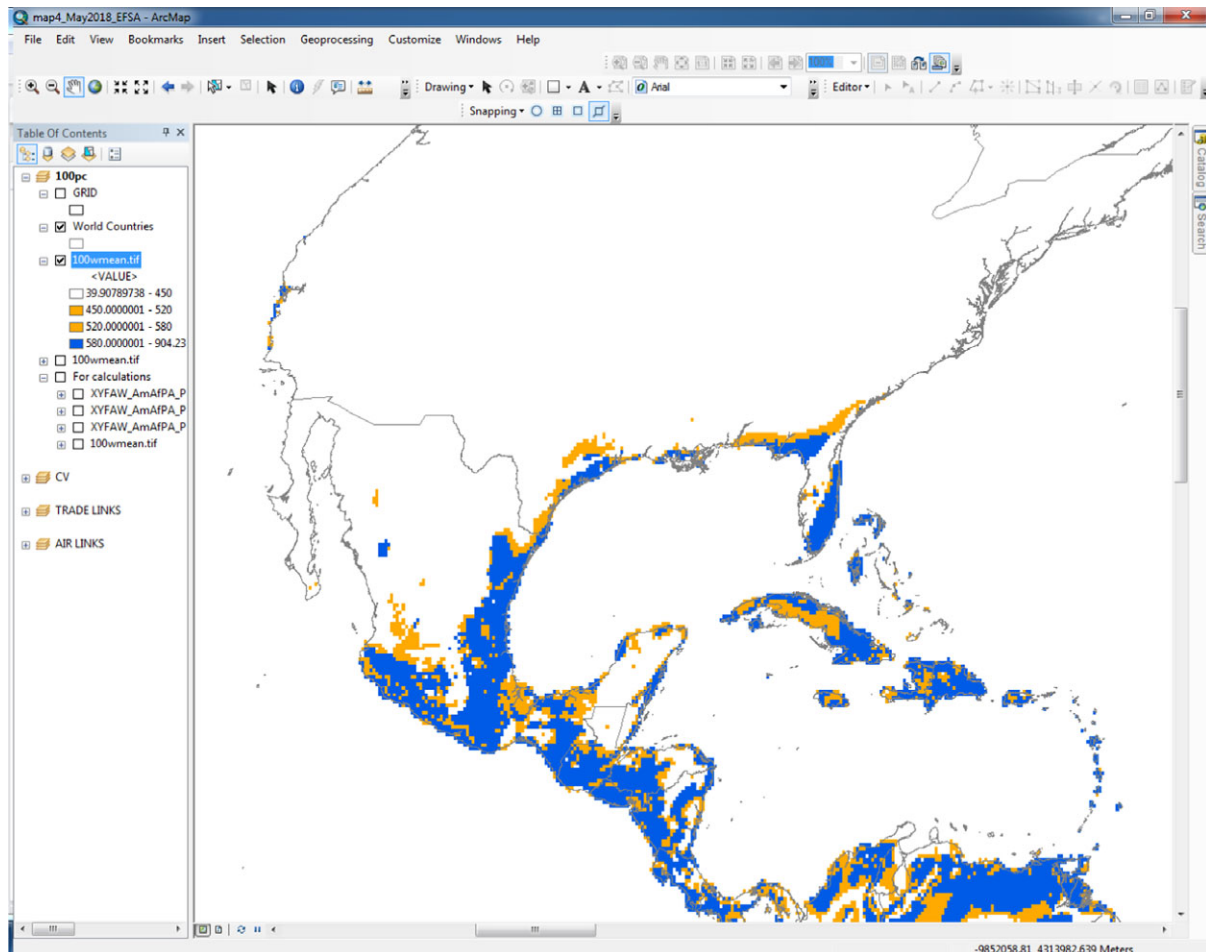 map4_May2018_EFSA - ArcMap
File Edit View Bookmarks Insert Selection Geoprocessing Customize Windows Help
100%
Drawing A Arial Editor
Snapping
Table Of Contents
100pc
GRID
World Countries
100wmean.tif
<VALUE>
39.90789738 - 450
450.0000001 - 520
520.0000001 - 580
580.0000001 - 904.23
100wmean.tif
For calculations
XYFAW_AmAfPA_P
XYFAW_AmAfPA_P
XYFAW_AmAfPA_P
100wmean.tif
CV
TRADE LINKS
AIR LINKS
Catalog
Search
-9852058.81 4313982.639 Meters